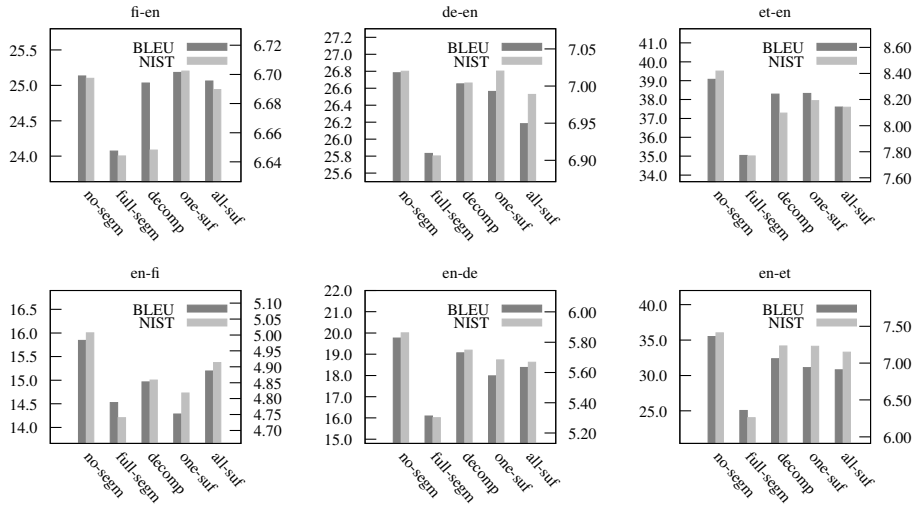 fi-en
BLEU
NIST
25.5
25.0
24.5
24.0
6.72
6.70
6.68
6.66
6.64
no-segm
full-segm
decomp
one-suf
all-suf
de-en
BLEU
NIST
27.2
27.0
26.8
26.6
26.4
26.2
26.0
25.8
25.6
7.05
7.00
6.95
6.90
no-segm
full-segm
decomp
one-suf
all-suf
et-en
BLEU
NIST
41.0
40.0
39.0
38.0
37.0
36.0
35.0
34.0
8.60
8.40
8.20
8.00
7.80
7.60
no-segm
full-segm
decomp
one-suf
all-suf
en-fi
BLEU
NIST
16.5
16.0
15.5
15.0
14.5
14.0
5.10
5.05
5.00
4.95
4.90
4.85
4.80
4.75
4.70
no-segm
full-segm
decomp
one-suf
all-suf
en-de
BLEU
NIST
22.0
21.0
20.0
19.0
18.0
17.0
16.0
15.0
6.00
5.80
5.60
5.40
5.20
no-segm
full-segm
decomp
one-suf
all-suf
en-et
BLEU
NIST
40.0
35.0
30.0
25.0
7.50
7.00
6.50
6.00
no-segm
full-segm
decomp
one-suf
all-suf